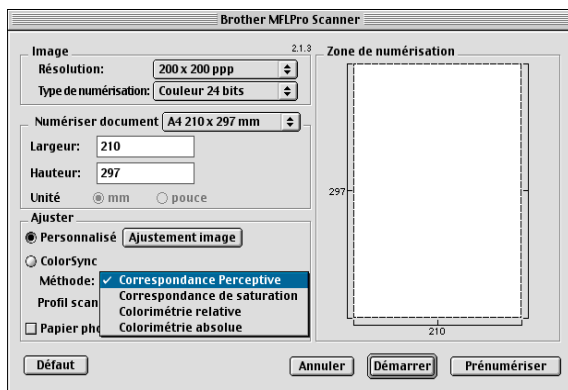 Brother MFLPro Scanner
Image
2.1.3
Résolution: 200 x 200 ppp
Type de numérisation: Couleur 24 bits
Numériser document A4 210 x 297 mm
Largeur: 210
Hauteur: 297
Unité mm pouce
Ajuster
Personnalisé Ajustement image
ColorSync
Méthode: ✓ Correspondance Perceptive
Correspondance de saturation
Colorimétrie relative
Colorimétrie absolue
Profil scan
Papier pho
Zone de numérisation
297
210
Défaut
Annuler
Démarrer
Prénumériser